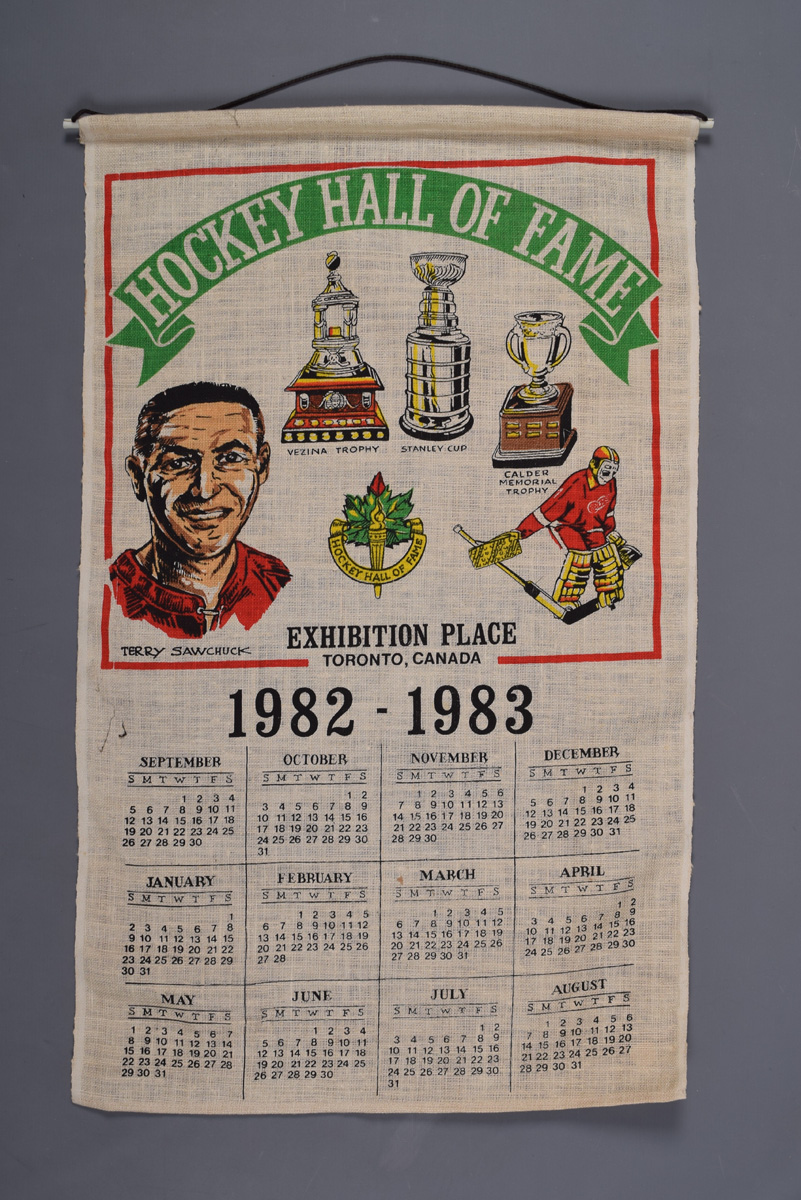 HOCKEY HALL OF FAME
VEZINA TROPHY
STANLEY CUP
CALDER
MEMORIAL
TROPHY
HOCKEY HALL OF FAME
TERRY SAWCHUCK
EXHIBITION PLACE
TORONTO, CANADA
1982 - 1983
SEPTEMBER
S M T W T F S
1 2 3 4
5 6 7 8 9 10 11
12 13 14 15 16 17 18
19 20 21 22 23 24 25
26 27 28 29 30
OCTOBER
S M T W T F S
1 2
3 4 5 6 7 8 9
10 11 12 13 14 15 16
17 18 19 20 21 22 23
24 25 26 27 28 29 30
31
NOVEMBER
S M T W T F S
1 2 3 4 5 6
7 8 9 10 11 12 13
14 15 16 17 18 19 20
21 22 23 24 25 26 27
28 29 30
DECEMBER
S M T W T F S
1 2 3 4
5 6 7 8 9 10 11
12 13 14 15 16 17 18
19 20 21 22 23 24 25
26 27 28 29 30 31
JANUARY
S M T W T F S
1
2 3 4 5 6 7 8
9 10 11 12 13 14 15
16 17 18 19 20 21 22
23 24 25 26 27 28 29
30 31
FEBRUARY
S M T W T F S
1 2 3 4 5
6 7 8 9 10 11 12
13 14 15 16 17 18 19
20 21 22 23 24 25 26
27 28
MARCH
S M T W T F S
1 2 3 4 5
6 7 8 9 10 11 12
13 14 15 16 17 18 19
20 21 22 23 24 25 26
27 28 29 30 31
APRIL
S M T W T F S
1 2
3 4 5 6 7 8 9
10 11 12 13 14 15 16
17 18 19 20 21 22 23
24 25 26 27 28 29 30
MAY
S M T W T F S
1 2 3 4 5 6 7
8 9 10 11 12 13 14
15 16 17 18 19 20 21
22 23 24 25 26 27 28
29 30 31
JUNE
S M T W T F S
1 2 3 4
5 6 7 8 9 10 11
12 13 14 15 16 17 18
19 20 21 22 23 24 25
26 27 28 29 30
JULY
S M T W T F S
1 2
3 4 5 6 7 8 9
10 11 12 13 14 15 16
17 18 19 20 21 22 23
24 25 26 27 28 29 30
31
AUGUST
S M T W T F S
1 2 3 4 5 6
7 8 9 10 11 12 13
14 15 16 17 18 19 20
21 22 23 24 25 26 27
28 29 30 31